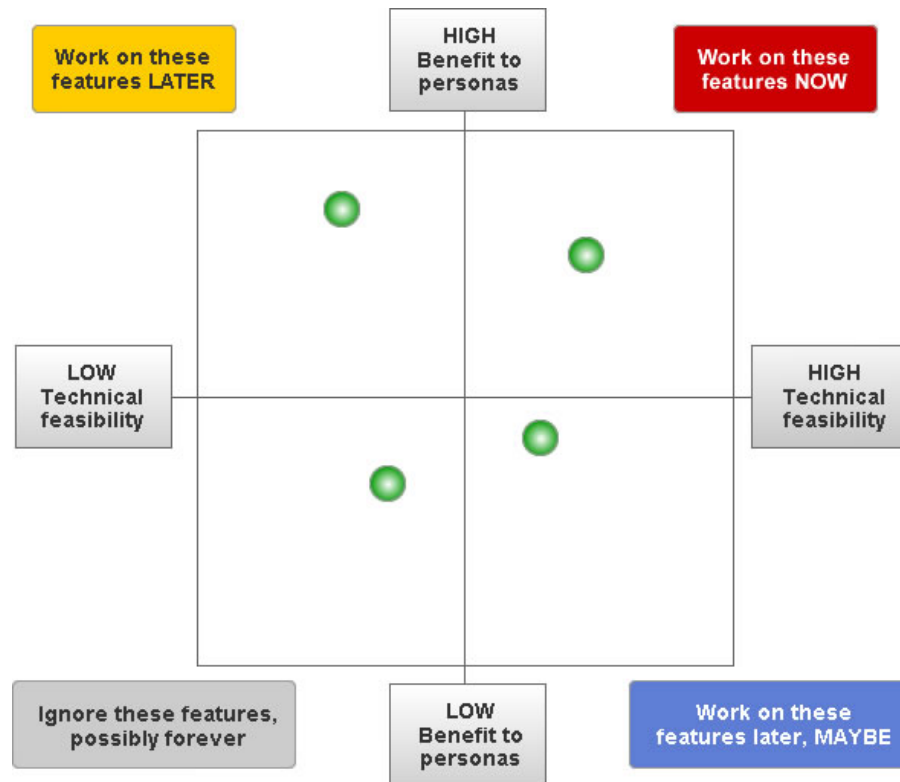 Work on these
features LATER
HIGH
Benefit to
personas
Work on these
features NOW
LOW
Technical
feasibility
HIGH
Technical
feasibility
Ignore these features,
possibly forever
LOW
Benefit to
personas
Work on these
features later, MAYBE